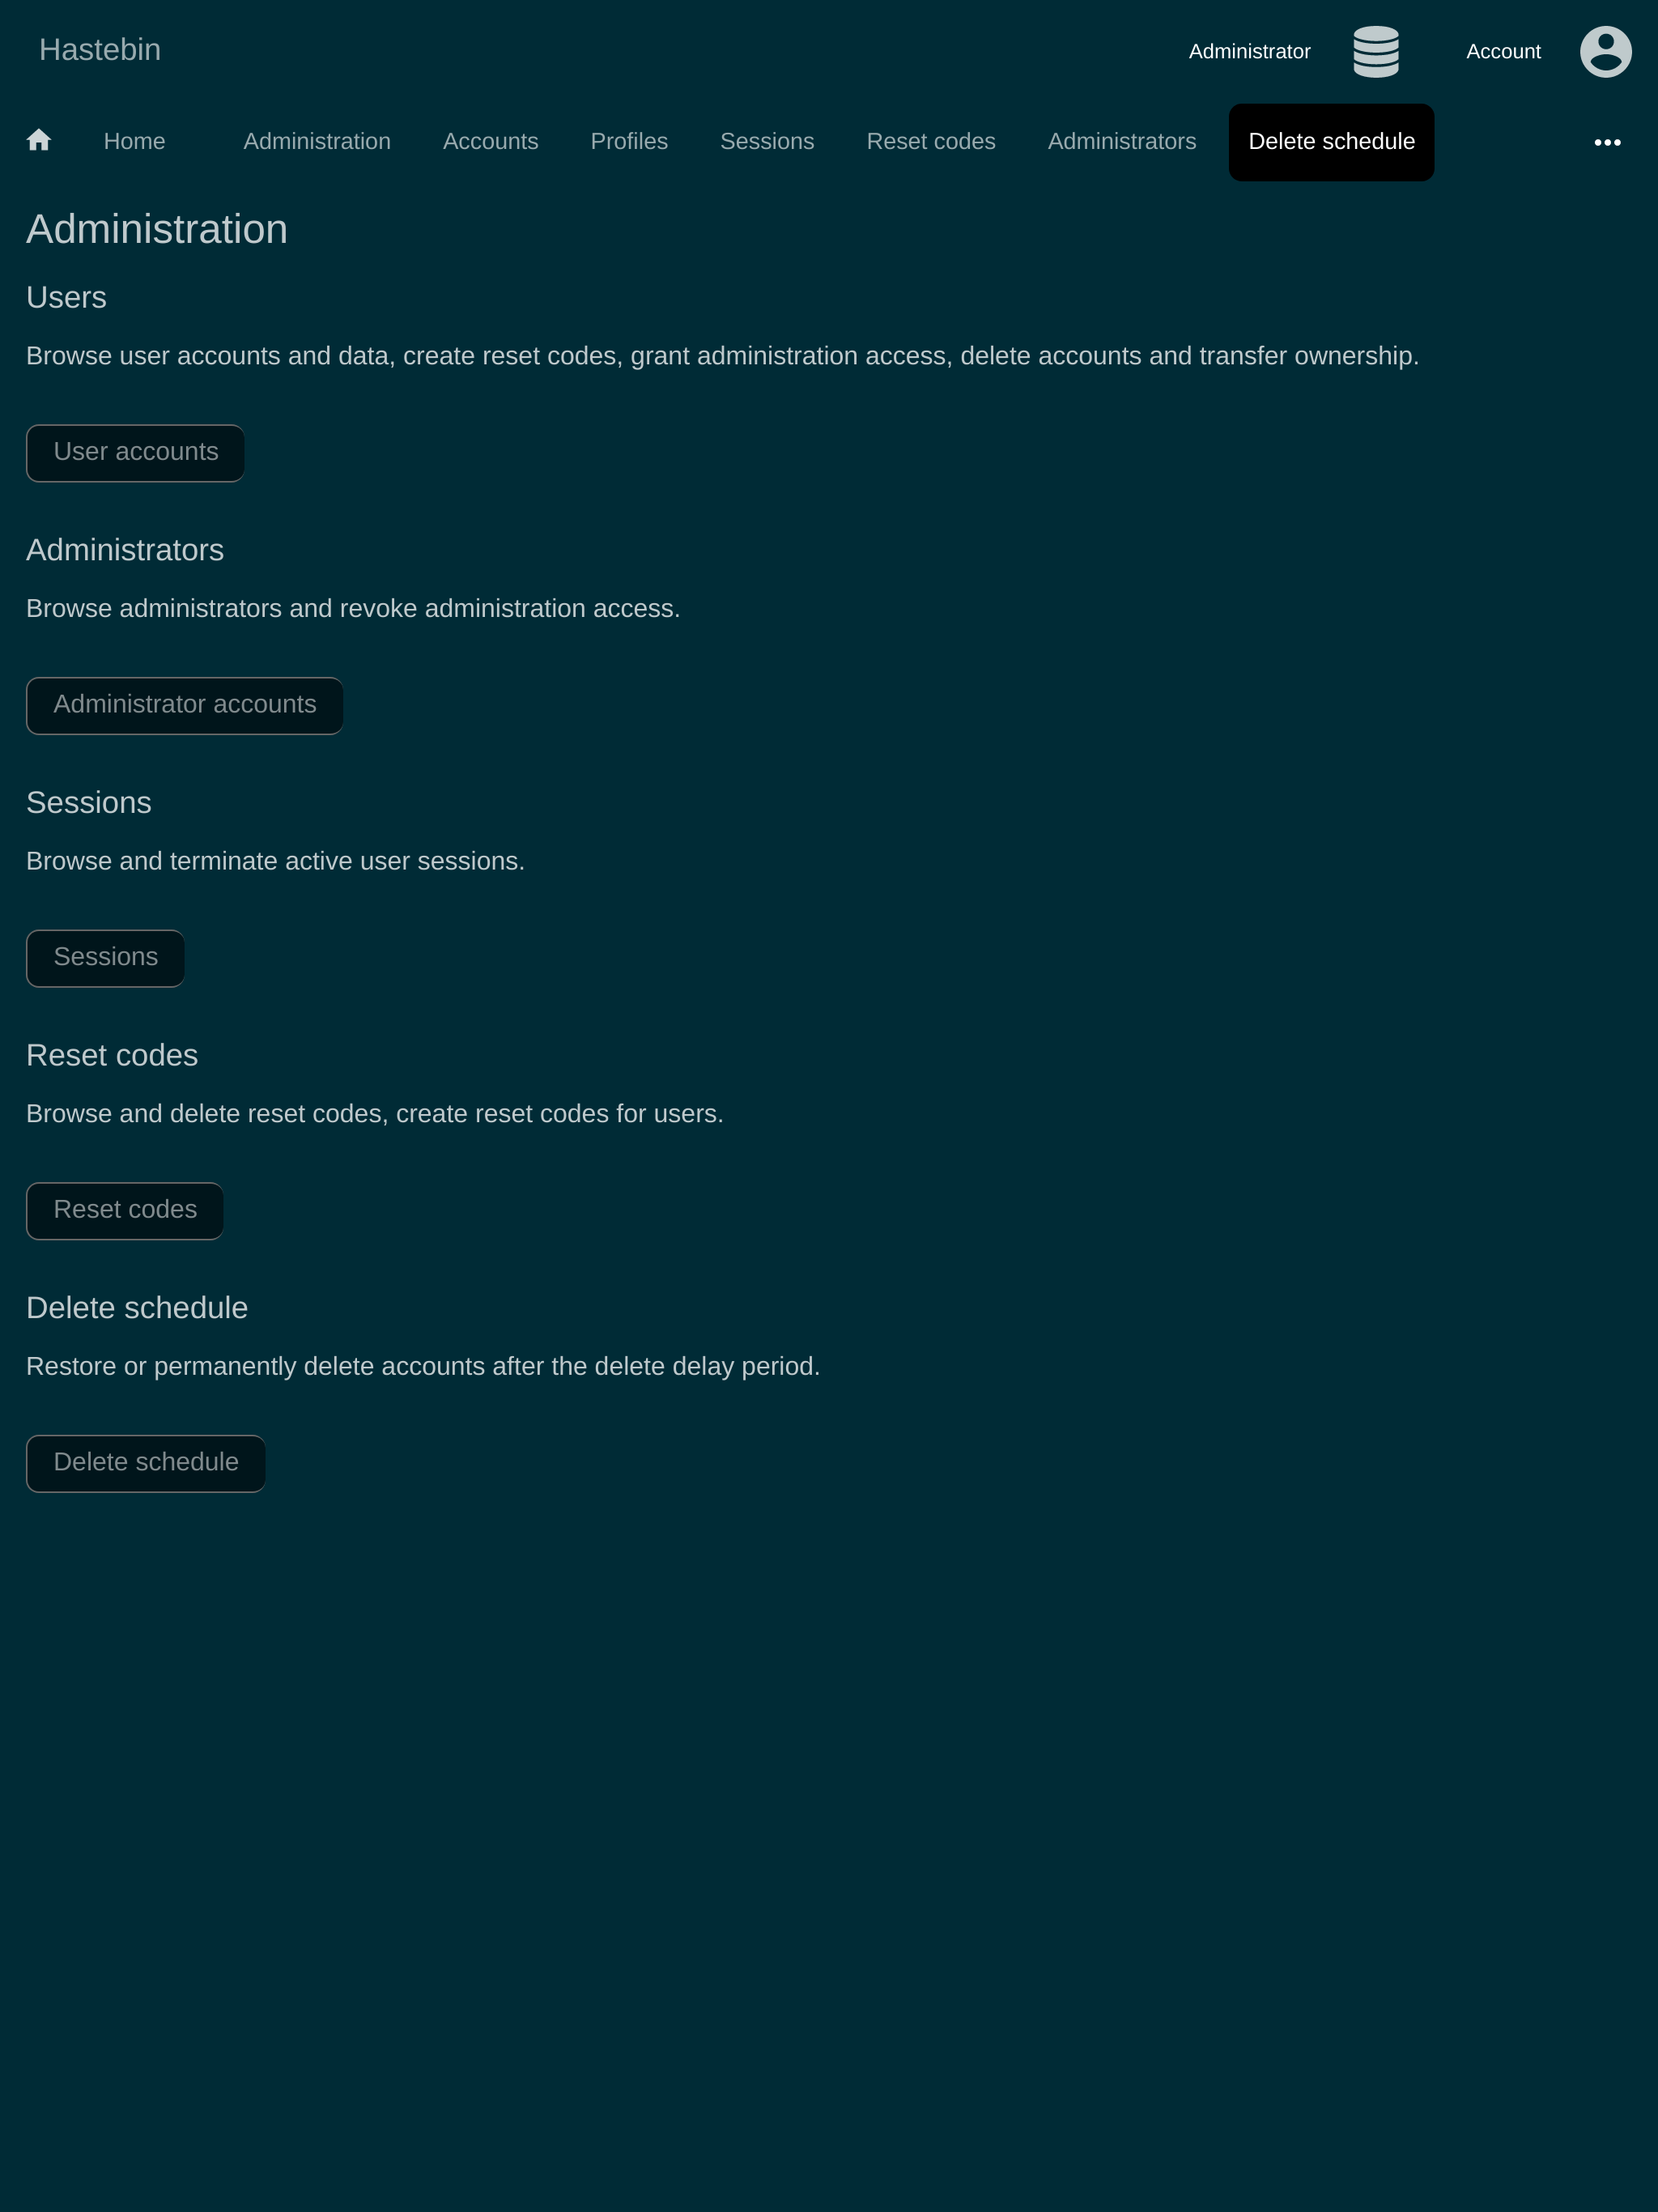 Hastebin
Administrator
Account
Home
Administration
Accounts
Profiles
Sessions
Reset codes
Administrators
Delete schedule
Administration
Users
Browse user accounts and data, create reset codes, grant administration access, delete accounts and transfer ownership.
User accounts
Administrators
Browse administrators and revoke administration access.
Administrator accounts
Sessions
Browse and terminate active user sessions.
Sessions
Reset codes
Browse and delete reset codes, create reset codes for users.
Reset codes
Delete schedule
Restore or permanently delete accounts after the delete delay period.
Delete schedule